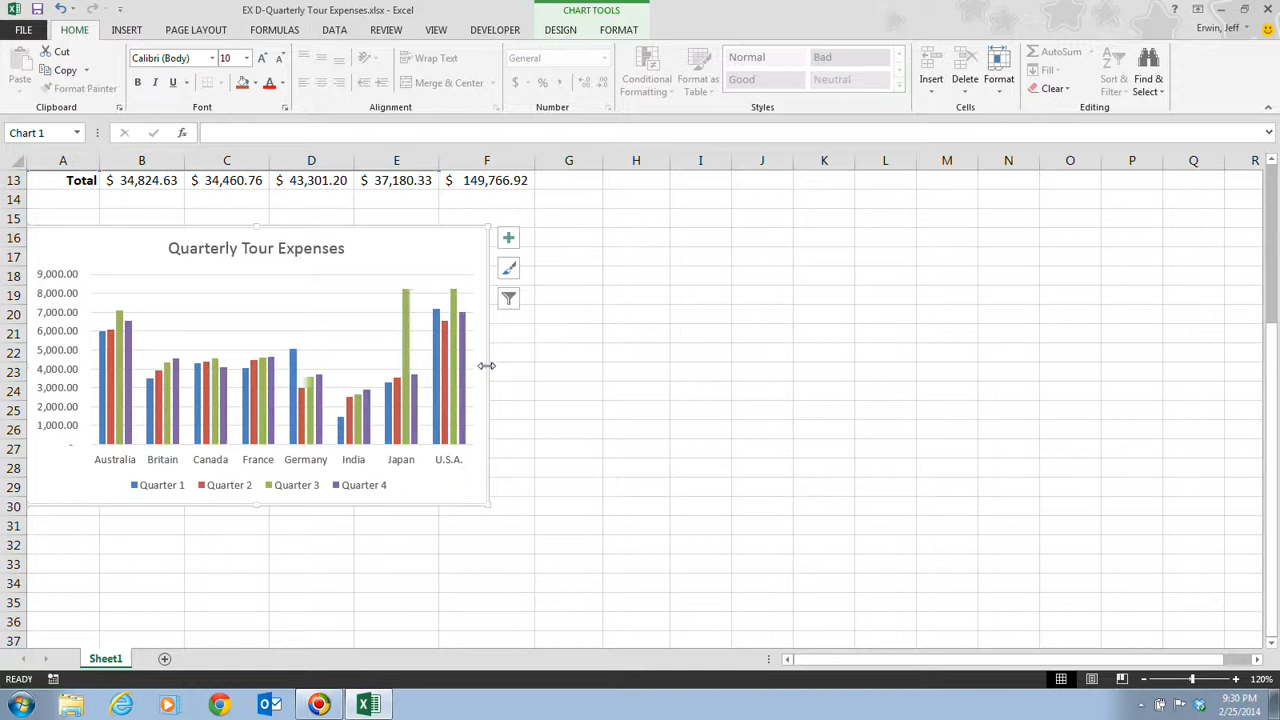 EX D-Quarterly Tour Expenses.xlsx - Excel
CHART TOOLS
FILE HOME INSERT PAGE LAYOUT FORMULAS DATA REVIEW VIEW DEVELOPER DESIGN FORMAT Erwin, Jeff
Paste
Cut
Copy
Format Painter
Clipboard
Calibri (Body) 10
B I U
Font
Wrap Text
Merge & Center
Alignment
General
$ % ,
Number
Conditional Formatting
Format as Table
Normal Bad
Good Neutral
Styles
Insert Delete Format
Cells
AutoSum
Fill
Clear
Sort & Filter
Find & Select
Editing
Chart 1
fx
A B C D E F G H I J K L M N O P Q R
13 Total $ 34,824.63 $ 34,460.76 $ 43,301.20 $ 37,180.33 $ 149,766.92
14
15
16
17
18
19
20
21
22
23
24
25
26
27
28
29
30
31
32
33
34
35
36
37
Quarterly Tour Expenses
9,000.00
8,000.00
7,000.00
6,000.00
5,000.00
4,000.00
3,000.00
2,000.00
1,000.00
-
Australia Britain Canada France Germany India Japan U.S.A.
Quarter 1 Quarter 2 Quarter 3 Quarter 4
Sheet1
READY
120%
9:30 PM
2/25/2014